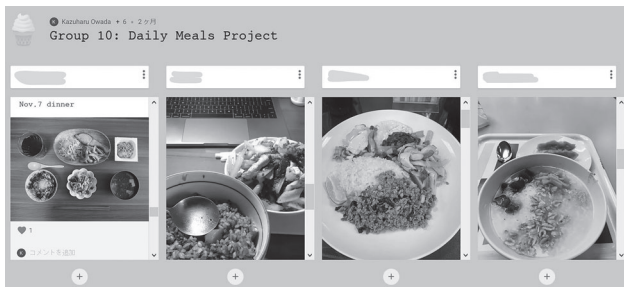 K Kazuharu Owada + 6 • 2ヶ月
Group 10: Daily Meals Project
Nov,7 dinner
1
K コメントを追加